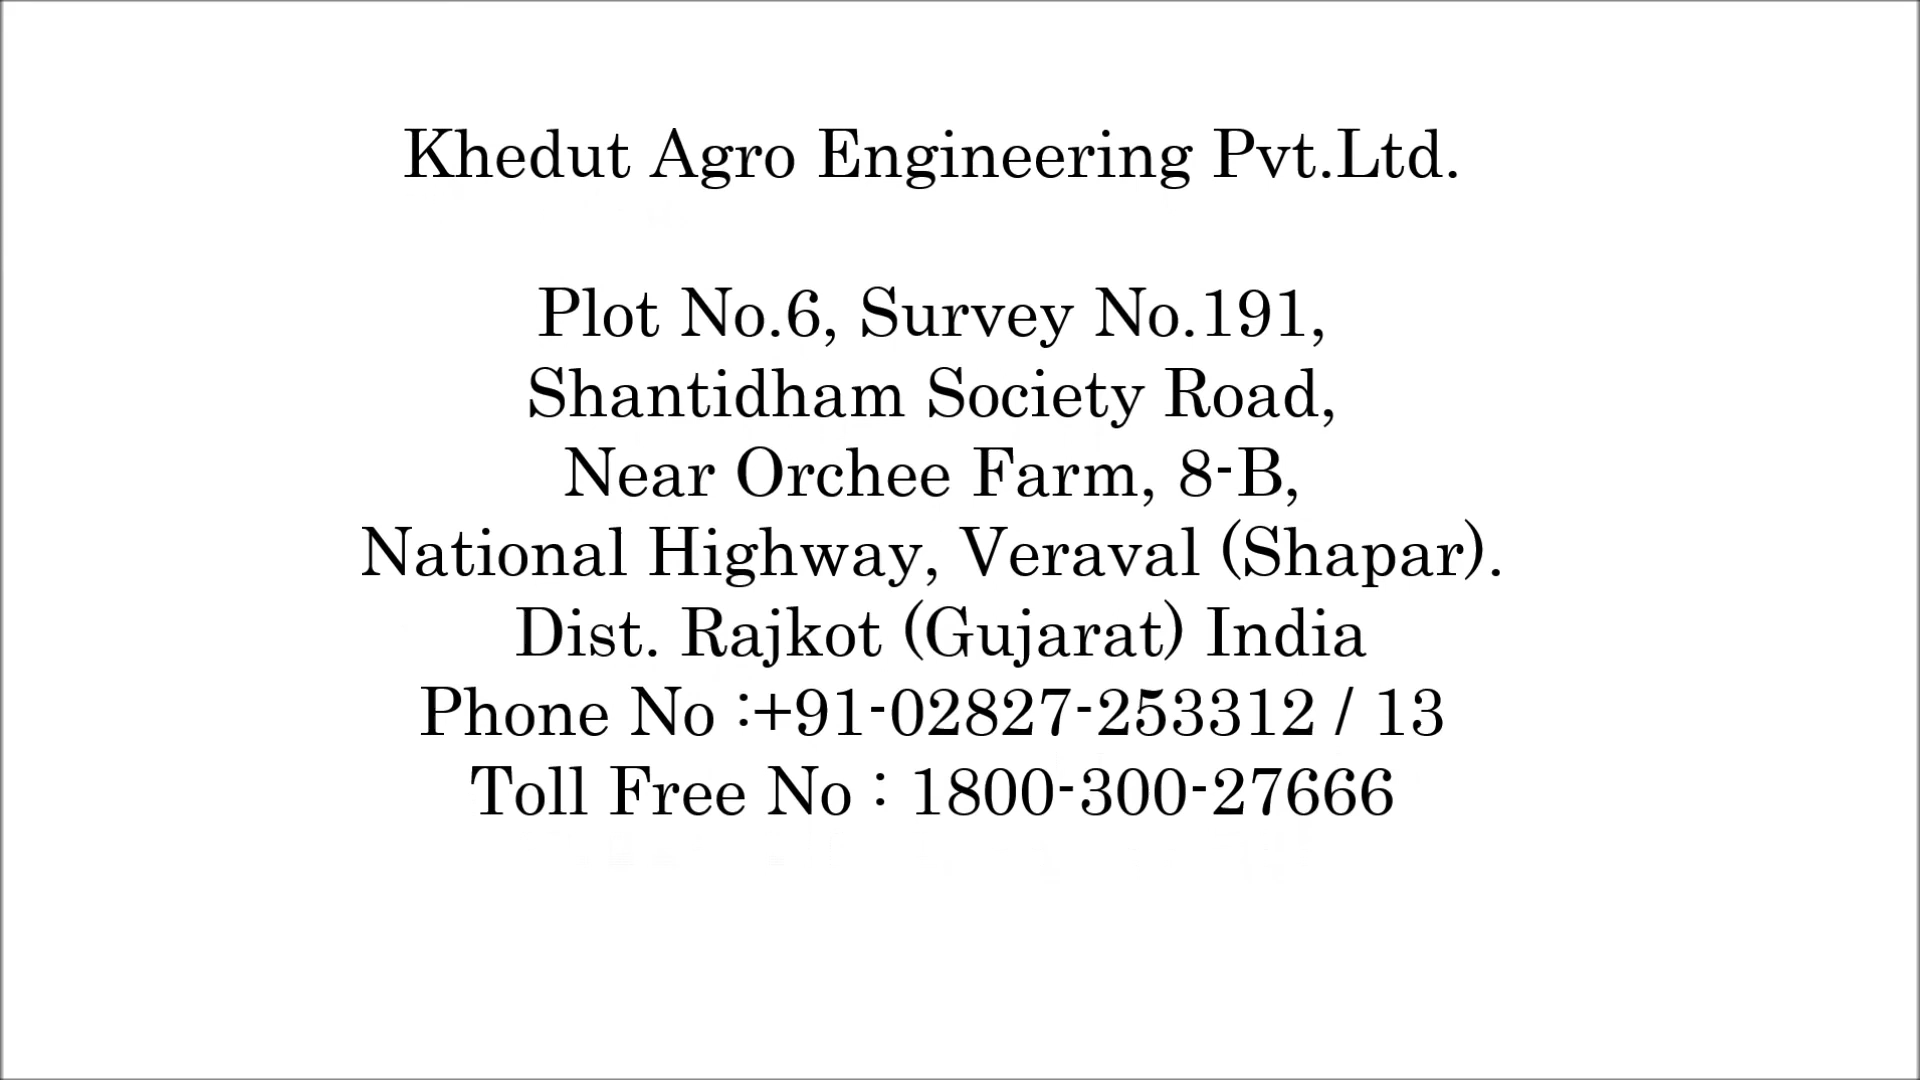 Khedut Agro Engineering Pvt.Ltd.
Plot No.6, Survey No.191,
Shantidham Society Road,
Near Orchee Farm, 8-B,
National Highway, Veraval (Shapar).
Dist. Rajkot (Gujarat) India
Phone No :+91-02827-253312 / 13
Toll Free No : 1800-300-27666